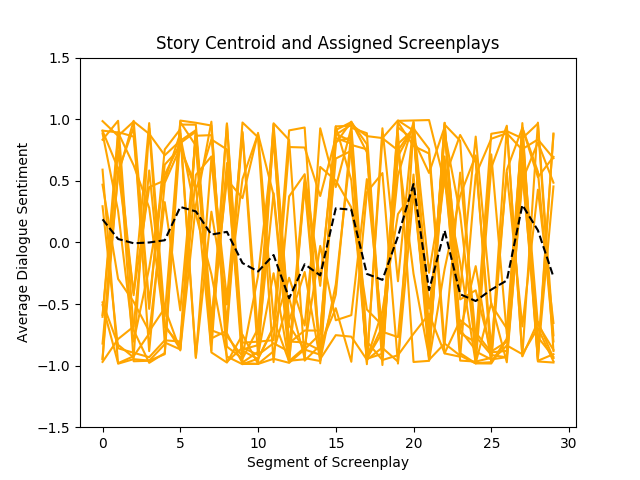 Story Centroid and Assigned Screenplays
1.5
1.0
0.5
0.0
−0.5
−1.0
−1.5
Average Dialogue Sentiment
0 5 10 15 20 25 30
Segment of Screenplay